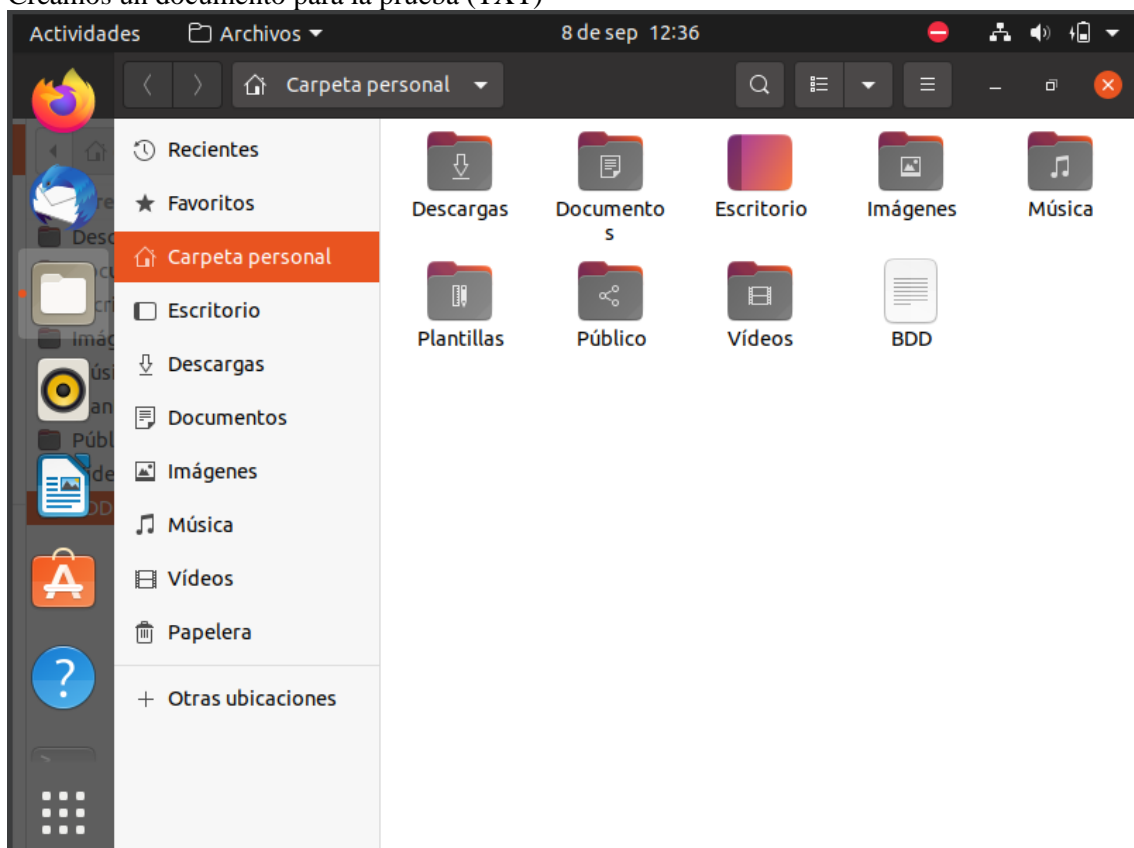 Creamos un documento para la prueba (TXT)
Actividades Archivos 8 de sep 12:36
Carpeta personal
Recientes
Favoritos
Carpeta personal
Escritorio
Descargas
Documentos
Imágenes
Música
Vídeos
Papelera
Otras ubicaciones
Descargas Documento Escritorio Imágenes Música
s
Plantillas Público Vídeos BDD